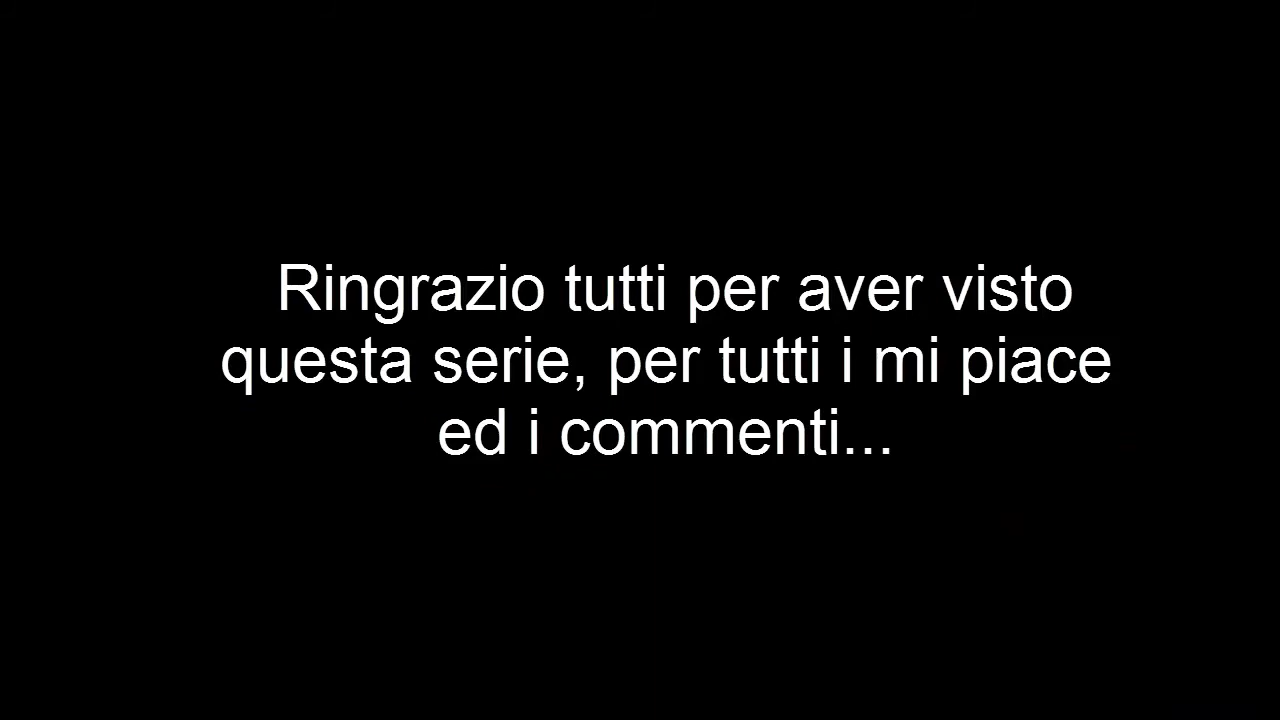 Ringrazio tutti per aver visto
questa serie, per tutti i mi piace
ed i commenti...